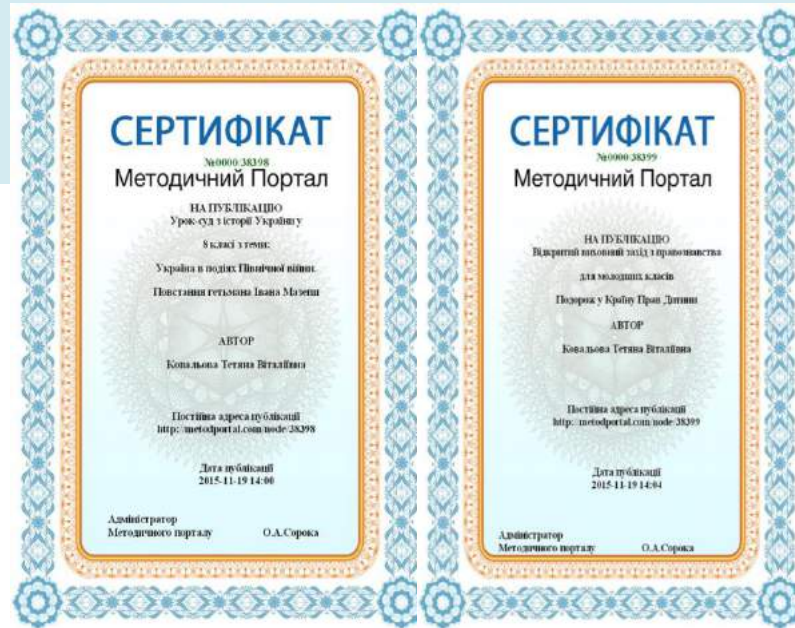 СЕРТИФІКАТ
№0000 38398
Методичний Портал
НА ПУБЛІКАЦІЮ
Урок-суд з історії України у
8 класі з теми:
Україна в подіях Північної війни.
Повстання гетьмана Івана Мазепи
АВТОР
Ковальова Тетяна Віталіївна
Постійна адреса публікації
http://metodportal.com/node/38398
Дата публікації
2015-11-19 14:00
Адміністратор
Методичного порталу О.А.Сорока
СЕРТИФІКАТ
№0000 38399
Методичний Портал
НА ПУБЛІКАЦІЮ
Відкритий виховний захід з правознавства
для молодших класів
Подорож у Країну Прав Дитини
АВТОР
Ковальова Тетяна Віталіївна
Постійна адреса публікації
http://metodportal.com/node/38399
Дата публікації
2015-11-19 14:04
Адміністратор
Методичного порталу О.А.Сорока